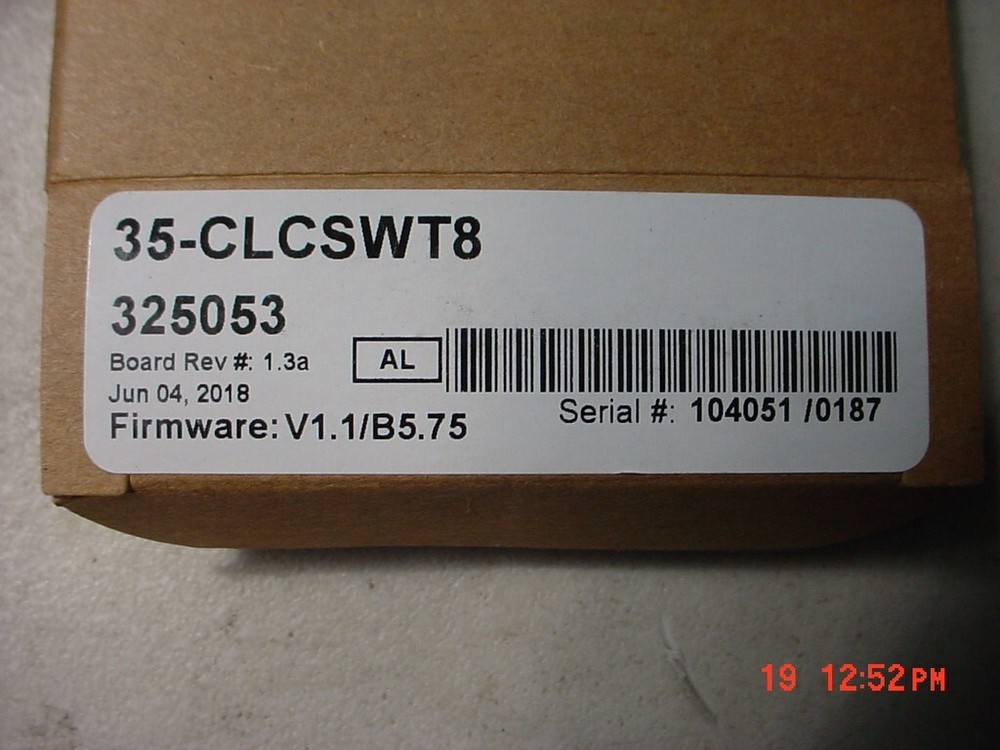 35-CLCSWT8
325053
Board Rev #: 1.3a
AL
Jun 04, 2018
Serial #: 104051 /0187
Firmware: V1.1/B5.75
19 12:52PM